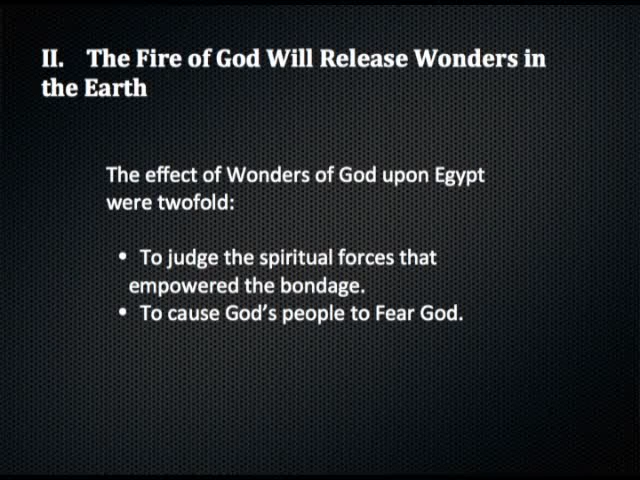 II. The Fire of God Will Release Wonders in
the Earth
The effect of Wonders of God upon Egypt
were twofold:
• To judge the spiritual forces that
empowered the bondage.
• To cause God's people to Fear God.